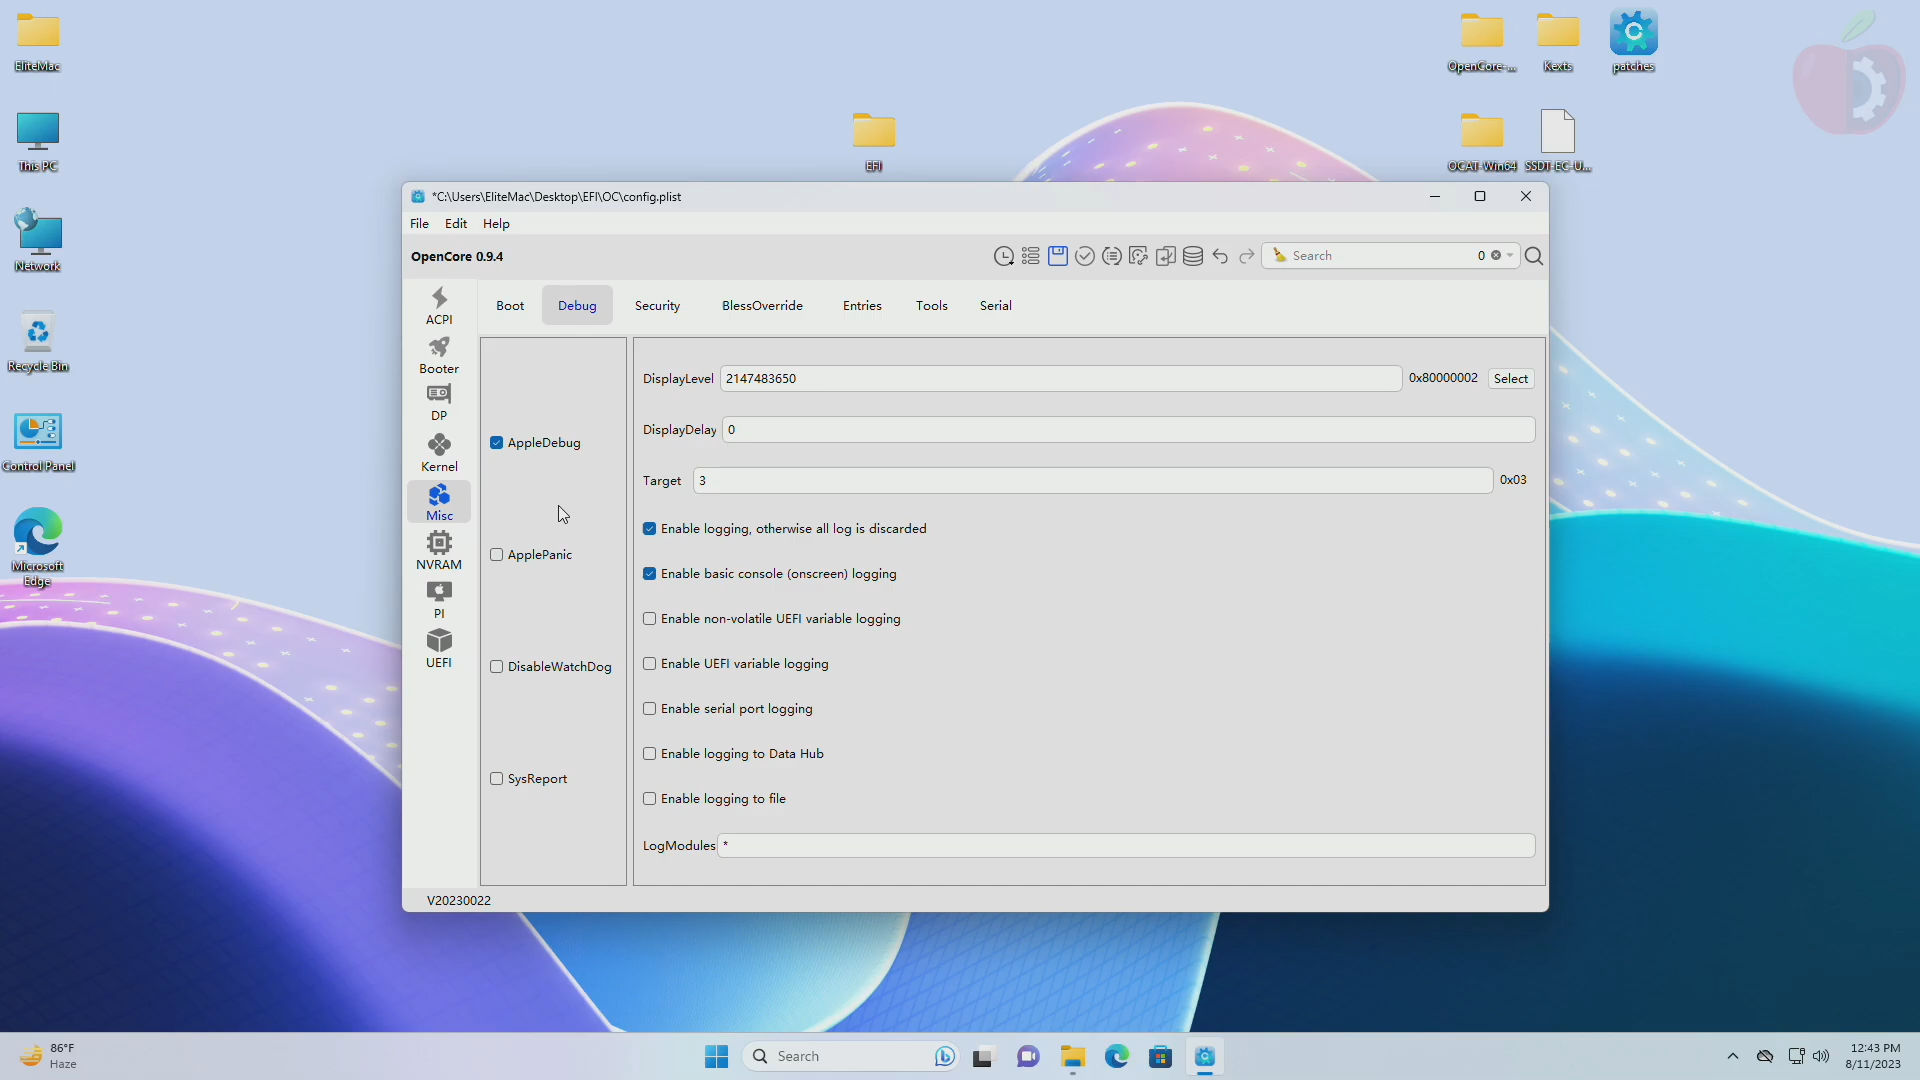 EliteMac
This PC
Network
Recycle Bin
Control Panel
Microsoft
Edge
EFI
OpenCore-...
Kexts
patches
OCAT-Win64
SSDT-EC-U...
*C:\Users\EliteMac\Desktop\EFI\OC\config.plist
File Edit Help
OpenCore 0.9.4
Search 0
ACPI
Booter
DP
Kernel
Misc
NVRAM
PI
UEFI
Boot Debug Security BlessOverride Entries Tools Serial
AppleDebug
ApplePanic
DisableWatchDog
SysReport
DisplayLevel 2147483650 0x80000002 Select
DisplayDelay 0
Target 3 0x03
Enable logging, otherwise all log is discarded
Enable basic console (onscreen) logging
Enable non-volatile UEFI variable logging
Enable UEFI variable logging
Enable serial port logging
Enable logging to Data Hub
Enable logging to file
LogModules *
V20230022
86°F
Haze
Search
12:43 PM
8/11/2023